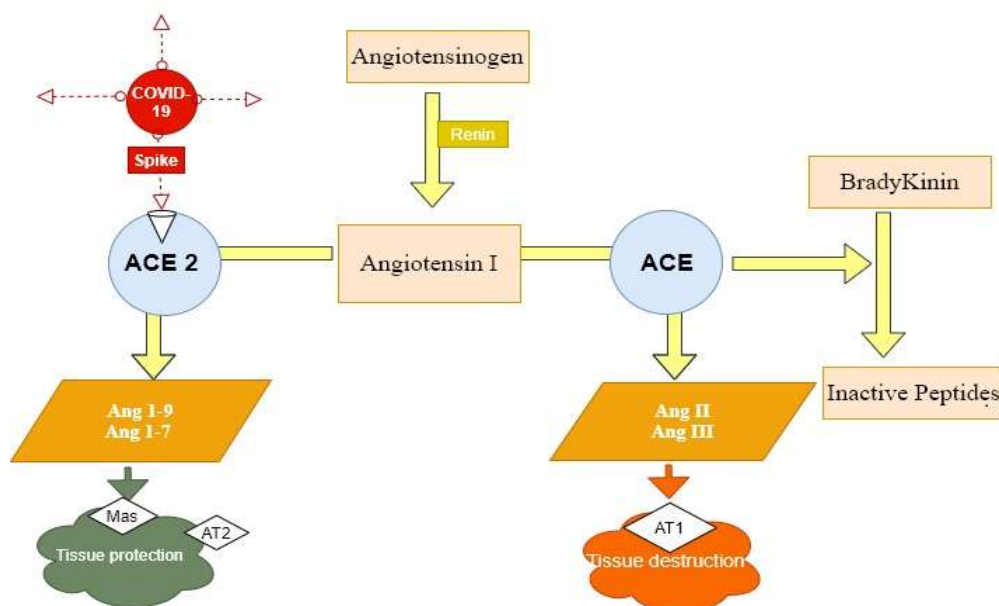 COVID-
19
Spike
Angiotensinogen
Renin
BradyKinin
ACE 2
Angiotensin I
ACE
Ang 1-9
Ang 1-7
Ang II
Ang III
Inactive Peptides
Mas
AT2
Tissue protection
AT1
Tissue destruction